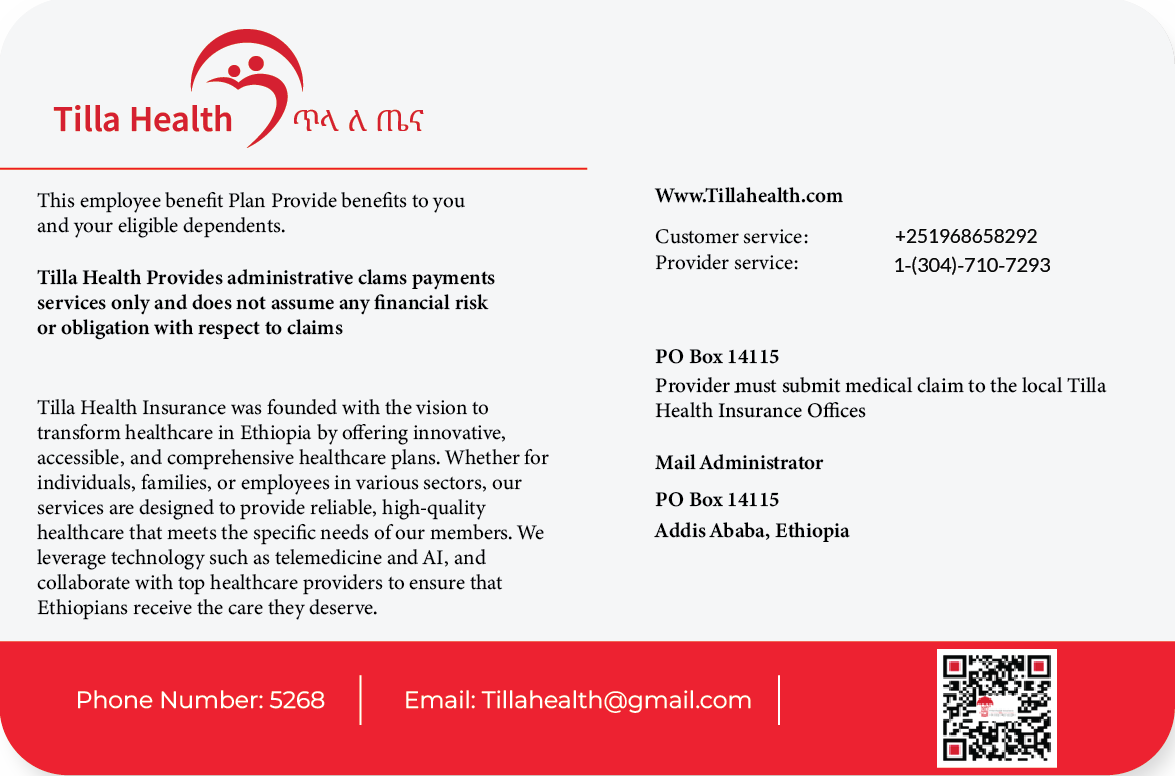 Tilla Health ጥላ ለ ጤና
This employee benefit Plan Provide benefits to you
and your eligible dependents.
Tilla Health Provides administrative clams payments
services only and does not assume any financial risk
or obligation with respect to claims
Tilla Health Insurance was founded with the vision to
transform healthcare in Ethiopia by offering innovative,
accessible, and comprehensive healthcare plans. Whether for
individuals, families, or employees in various sectors, our
services are designed to provide reliable, high-quality
healthcare that meets the specific needs of our members. We
leverage technology such as telemedicine and AI, and
collaborate with top healthcare providers to ensure that
Ethiopians receive the care they deserve.
Www.Tillahealth.com
Customer service: +251968658292
Provider service: 1-(304)-710-7293
PO Box 14115
Provider must submit medical claim to the local Tilla
Health Insurance Offices
Mail Administrator
PO Box 14115
Addis Ababa, Ethiopia
Phone Number: 5268
Email: Tillahealth@gmail.com